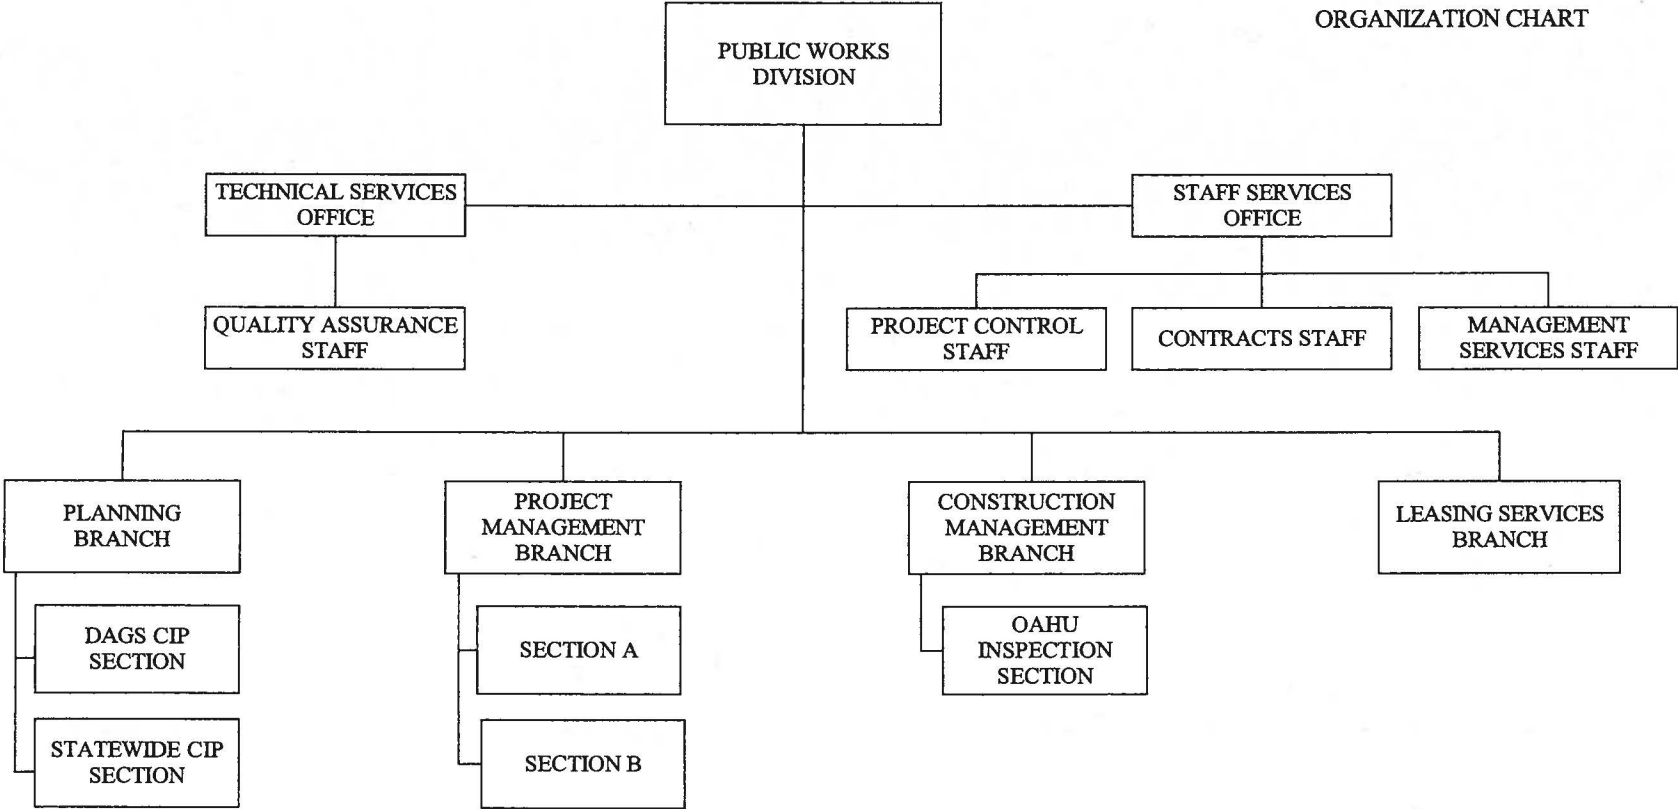 ORGANIZATION CHART
PUBLIC WORKS
DIVISION
TECHNICAL SERVICES
OFFICE
STAFF SERVICES
OFFICE
QUALITY ASSURANCE
STAFF
PROJECT CONTROL
STAFF
CONTRACTS STAFF
MANAGEMENT
SERVICES STAFF
PLANNING
BRANCH
PROJECT
MANAGEMENT
BRANCH
CONSTRUCTION
MANAGEMENT
BRANCH
LEASING SERVICES
BRANCH
DAGS CIP
SECTION
SECTION A
OAHU
INSPECTION
SECTION
STATEWIDE CIP
SECTION
SECTION B